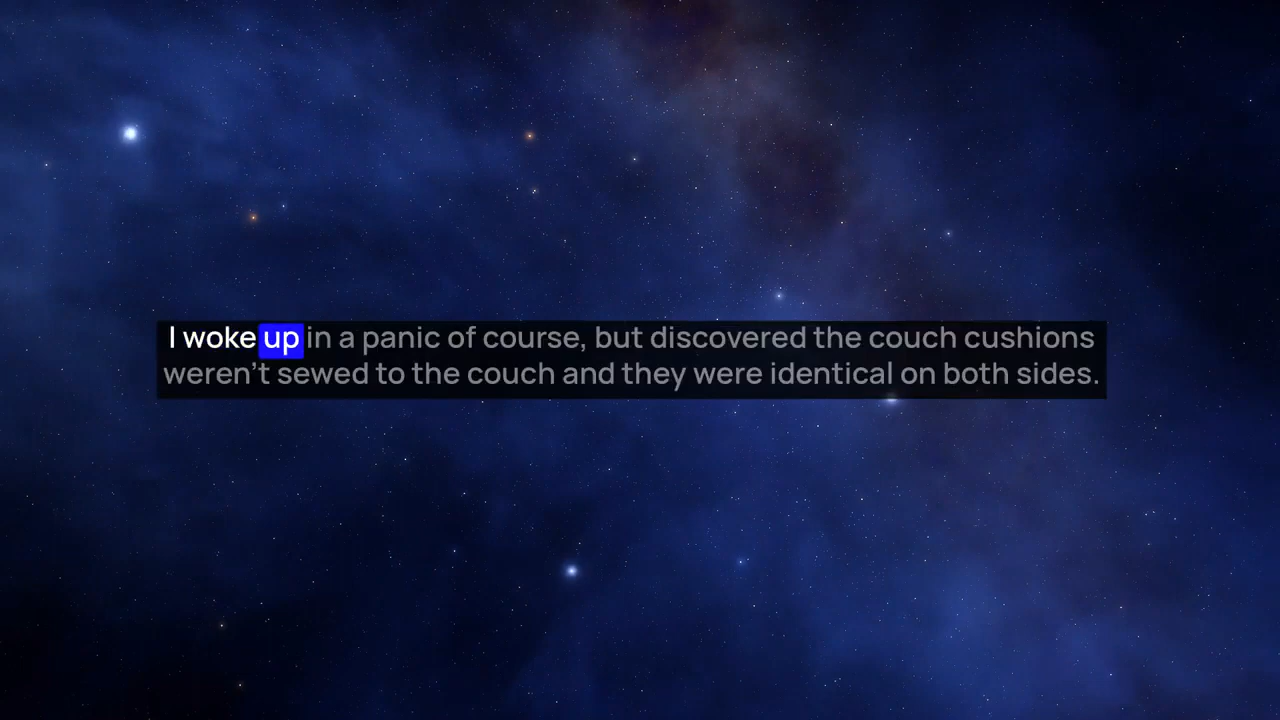 I woke up in a panic of course, but discovered the couch cushions
weren't sewed to the couch and they were identical on both sides.